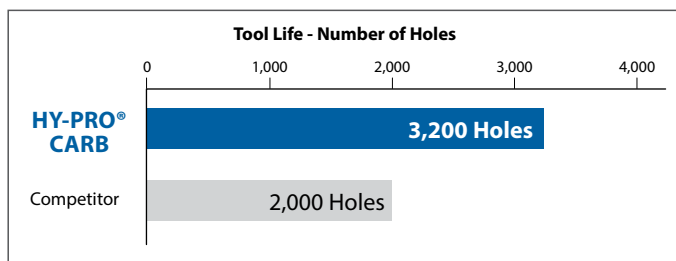 Tool Life - Number of Holes
0 1,000 2,000 3,000 4,000
HY-PRO®
CARB
3,200 Holes
Competitor
2,000 Holes